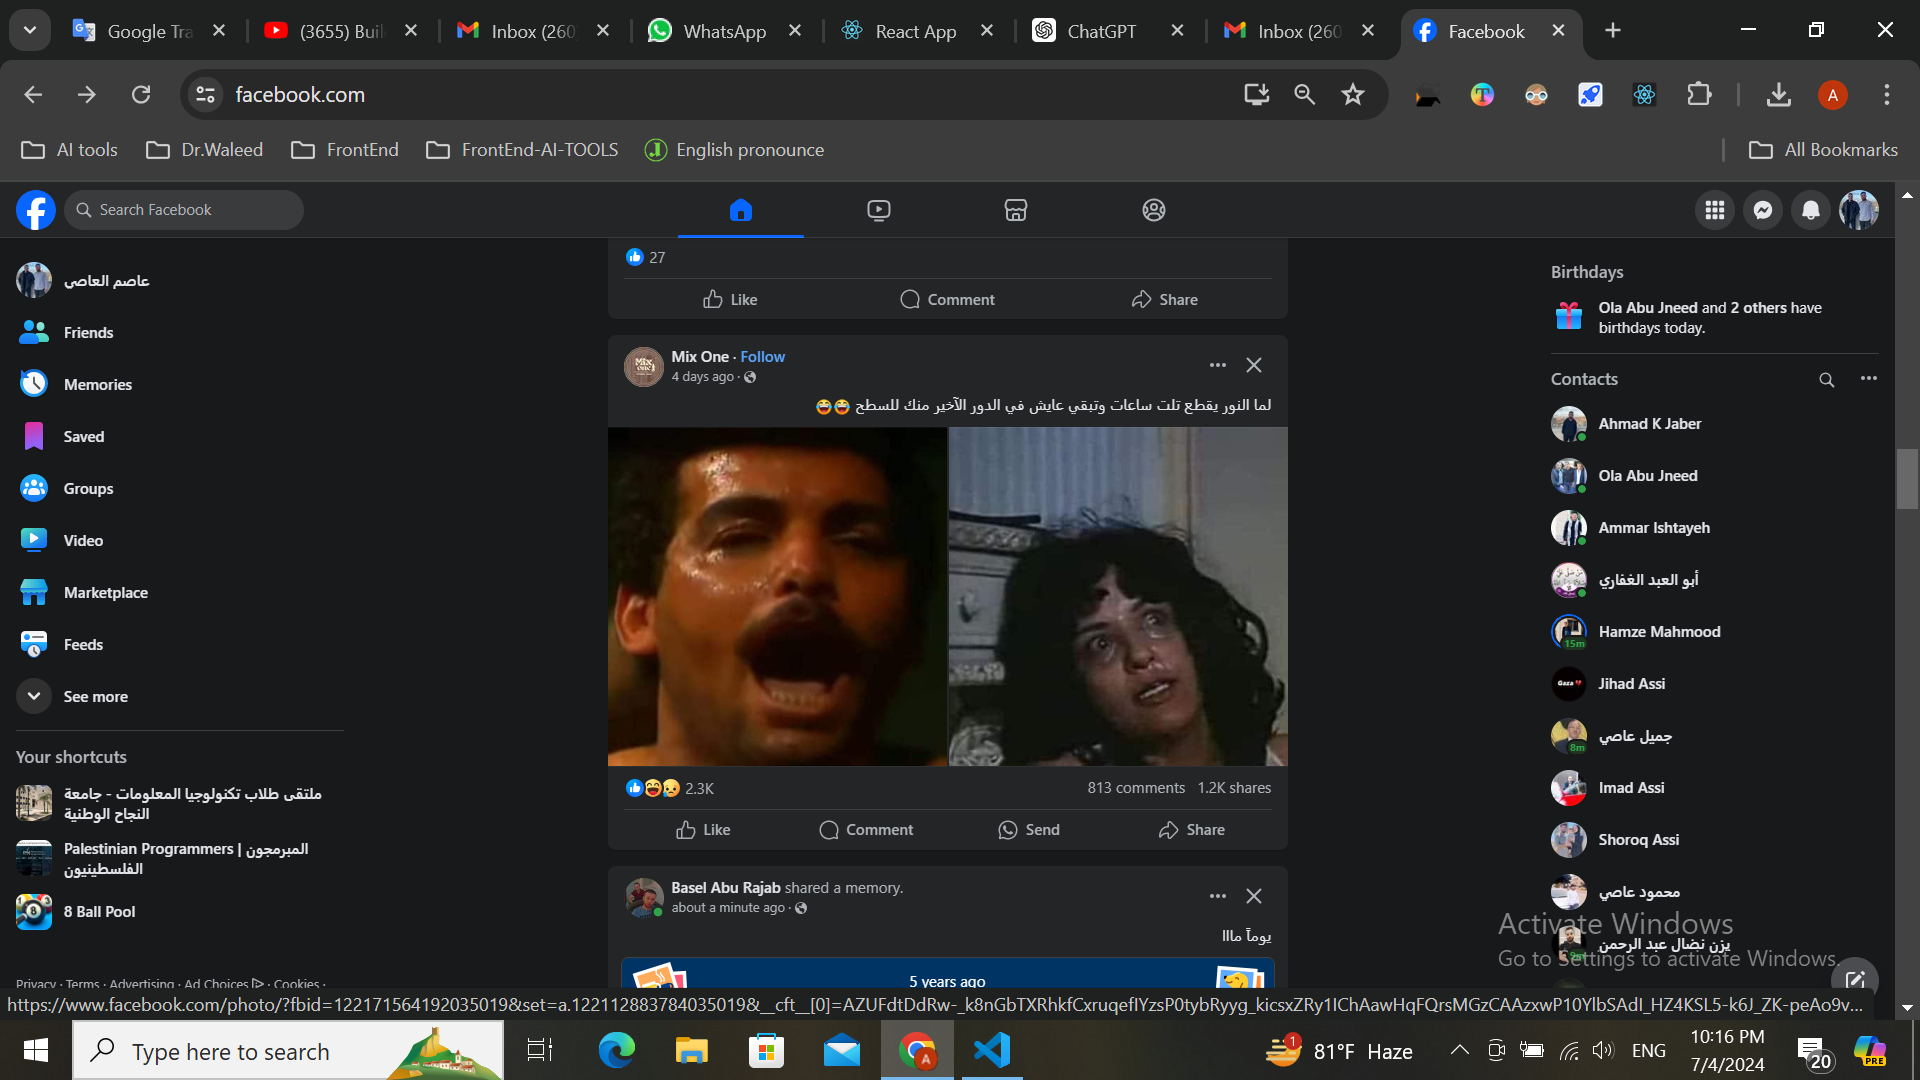 Google Tra
(3655) Buil
Inbox (260
WhatsApp
React App
ChatGPT
Inbox (260
Facebook
facebook.com
A
AI tools
Dr.Waleed
FrontEnd
FrontEnd-AI-TOOLS
English pronounce
All Bookmarks
Search Facebook
عاصم العاصي
Friends
Memories
Saved
Groups
Video
Marketplace
Feeds
See more
Your shortcuts
ملتقى طلاب تكنولوجيا المعلومات - جامعة
النجاح الوطنية
Palestinian Programmers | المبرمجون
الفلسطينيون
8 Ball Pool
Privacy · Terms · Advertising · Ad Choices · Cookies ·
27
Like Comment Share
Mix One · Follow
4 days ago ·
لما النور يقطع تلت ساعات وتبقي عايش في الدور الآخير منك للسطح 😂😂
2.3K
813 comments 1.2K shares
Like Comment Send Share
Basel Abu Rajab shared a memory.
about a minute ago ·
يوماً مااا
5 years ago
Birthdays
Ola Abu Jneed and 2 others have
birthdays today.
Contacts
Ahmad K Jaber
Ola Abu Jneed
Ammar Ishtayeh
أبو العبد الغفاري
Hamze Mahmood
15m
Jihad Assi
Gaza
جميل عاصي
8m
Imad Assi
Shoroq Assi
محمود عاصي
يزن نضال عبد الرحمن
Activate Windows
Go to Settings to activate Windows.
https://www.facebook.com/photo/?fbid=122171564192035019&set=a.122112883784035019&__cft__[0]=AZUFdtDdRw-_k8nGbTXRhkfCxruqefIYzsP0tybRyyg_kicsxZRy1IChAawHqFQrsMGzCAAzxwP10YlbSAdI_HZ4KSL5-k6J_ZK-peAo9v...
Type here to search
1
81°F Haze
ENG
10:16 PM
7/4/2024
20
PRE